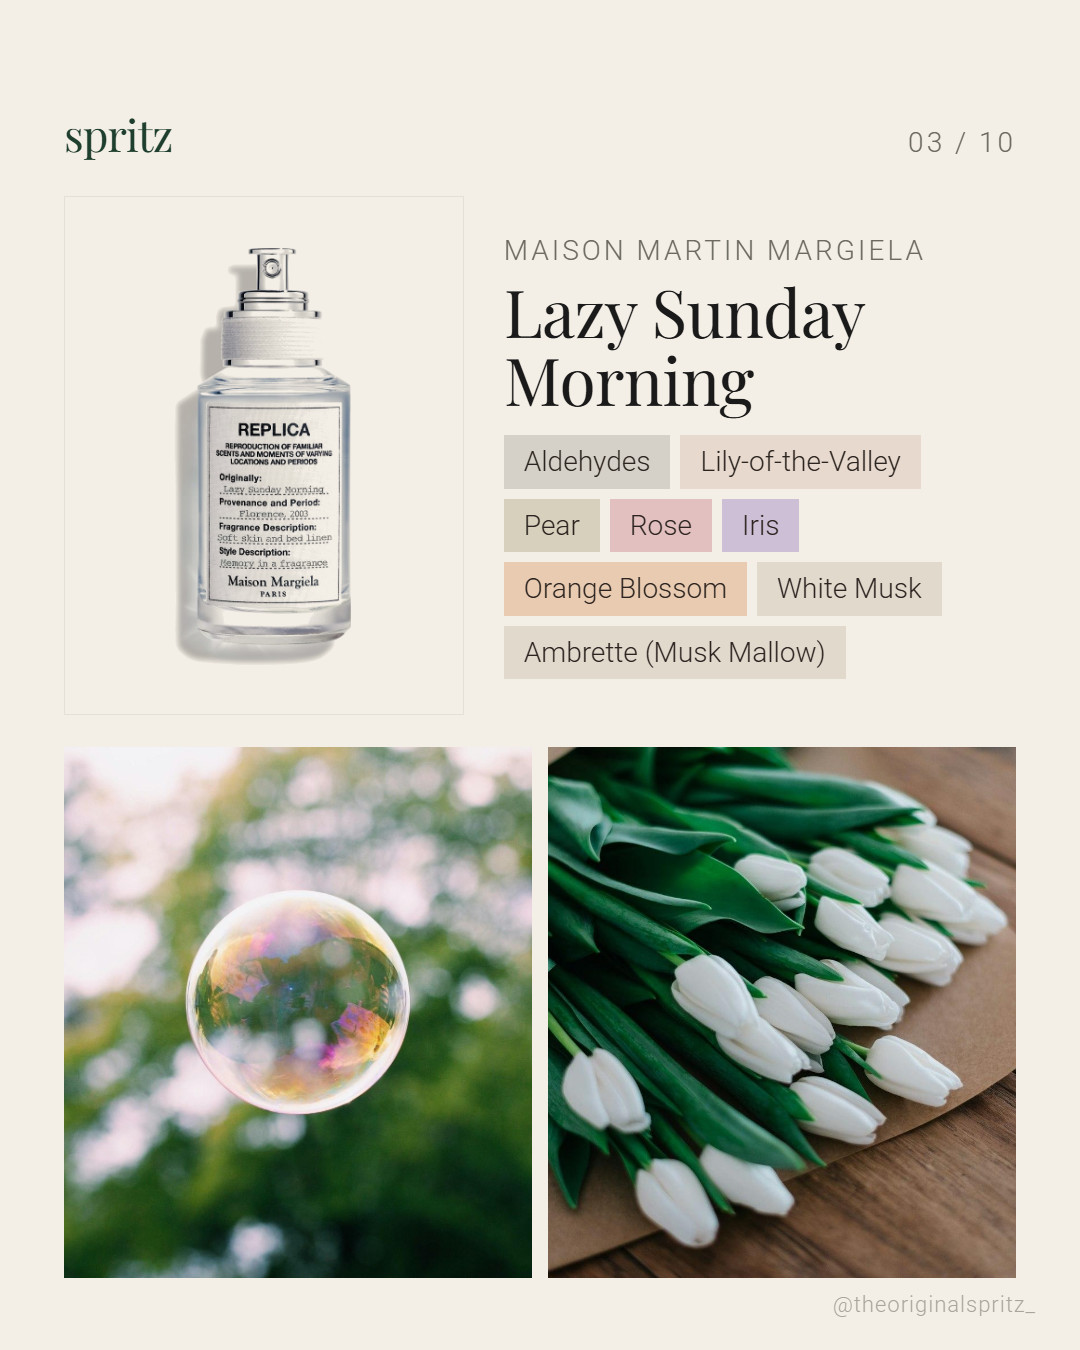 spritz
03 / 10
MAISON MARTIN MARGIELA
Lazy Sunday
Morning
Aldehydes
Lily-of-the-Valley
Pear
Rose
Iris
Orange Blossom
White Musk
Ambrette (Musk Mallow)
REPLICA
REPRODUCTION OF FAMILIAR
SCENTS AND MOMENTS OF VARYING
LOCATIONS AND PERIODS
Originally:
Lazy Sunday Morning
Provenance and Period:
Florence, 2003
Fragrance Description:
Soft skin and bed linen
Style Description:
Memory in a fragrance
Maison Margiela
PARIS
@theoriginalspritz_